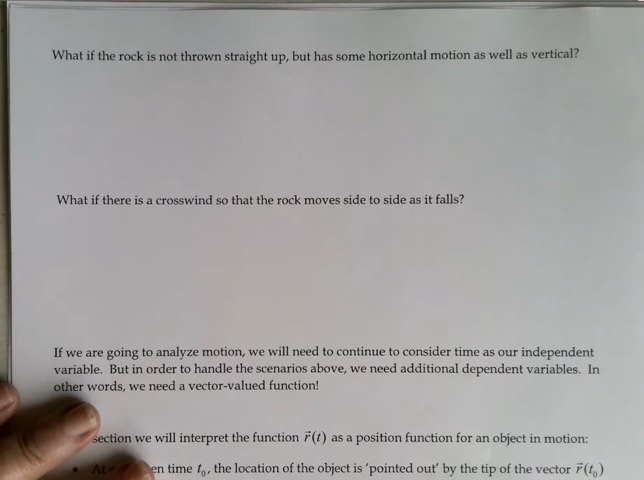 What if the rock is not thrown straight up, but has some horizontal motion as well as vertical?
What if there is a crosswind so that the rock moves side to side as it falls?
If we are going to analyze motion, we will need to continue to consider time as our independent
variable. But in order to handle the scenarios above, we need additional dependent variables. In
other words, we need a vector-valued function!
section we will interpret the function r⃗(t) as a position function for an object in motion:
• At en time t₀, the location of the object is 'pointed out' by the tip of the vector r⃗(t₀)